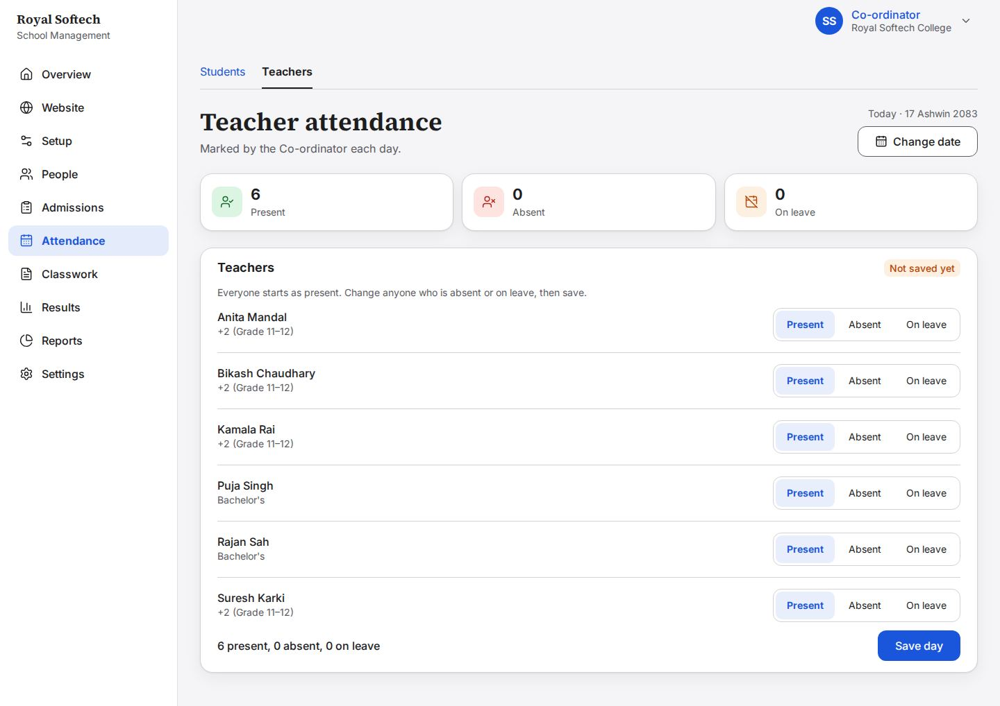 Royal Softech
School Management
Overview
Website
Setup
People
Admissions
Attendance
Classwork
Results
Reports
Settings
SS
Co-ordinator
Royal Softech College
Students
Teachers
Teacher attendance
Marked by the Co-ordinator each day.
Today · 17 Ashwin 2083
Change date
6
Present
0
Absent
0
On leave
Teachers
Not saved yet
Everyone starts as present. Change anyone who is absent or on leave, then save.
Anita Mandal
+2 (Grade 11–12)
Present Absent On leave
Bikash Chaudhary
+2 (Grade 11–12)
Present Absent On leave
Kamala Rai
+2 (Grade 11–12)
Present Absent On leave
Puja Singh
Bachelor's
Present Absent On leave
Rajan Sah
Bachelor's
Present Absent On leave
Suresh Karki
+2 (Grade 11–12)
Present Absent On leave
6 present, 0 absent, 0 on leave
Save day